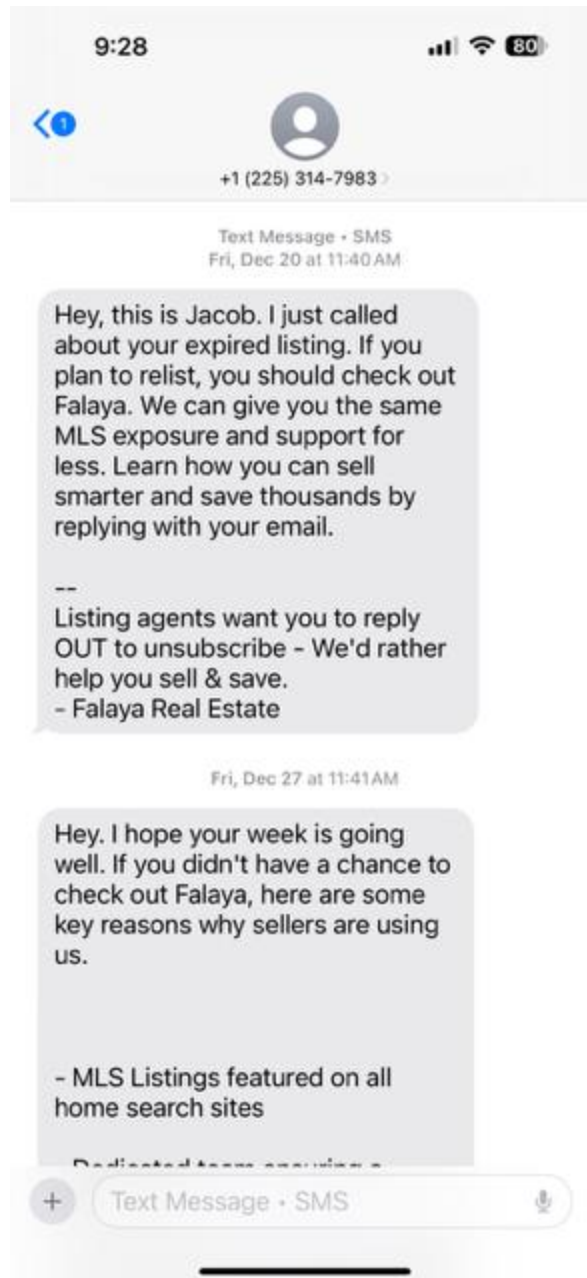 9:28
80
1
+1 (225) 314-7983
Text Message • SMS
Fri, Dec 20 at 11:40 AM
Hey, this is Jacob. I just called
about your expired listing. If you
plan to relist, you should check out
Falaya. We can give you the same
MLS exposure and support for
less. Learn how you can sell
smarter and save thousands by
replying with your email.
--
Listing agents want you to reply
OUT to unsubscribe - We'd rather
help you sell & save.
- Falaya Real Estate
Fri, Dec 27 at 11:41 AM
Hey. I hope your week is going
well. If you didn't have a chance to
check out Falaya, here are some
key reasons why sellers are using
us.
- MLS Listings featured on all
home search sites
- Dedicated team ensuring a
Text Message • SMS